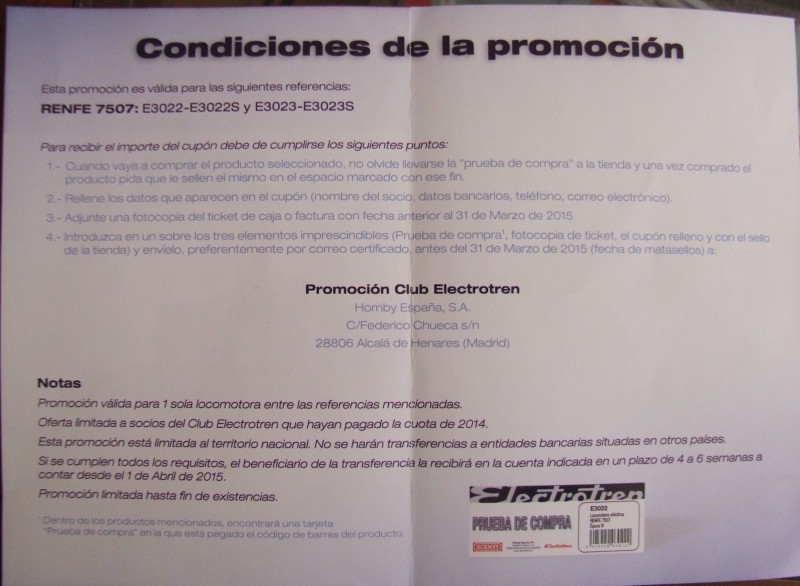 Condiciones de la promoción
Esta promoción es válida para las siguientes referencias:
RENFE 7507: E3022-E3022S y E3023-E3023S
Para recibir el importe del cupón debe de cumplirse los siguientes puntos:
1.- Cuando vaya a comprar el producto seleccionado, no olvide llevarse la "prueba de compra" a la tienda y una vez comprado el
producto pida que le sellen el mismo en el espacio marcado con ese fin.
2.- Rellene los datos que aparecen en el cupón (nombre del socio, datos bancarios, teléfono, correo electrónico).
3.- Adjunte una fotocopia del ticket de caja o factura con fecha anterior al 31 de Marzo de 2015
4.- Introduzca en un sobre los tres elementos imprescindibles (Prueba de compra¹, fotocopia de ticket, el cupón relleno y con el sello
de la tienda) y envíelo, preferentemente por correo certificado, antes del 31 de Marzo de 2015 (fecha de matasellos) a:
Promoción Club Electrotren
Hornby España, S.A.
C/Federico Chueca s/n
28806 Alcalá de Henares (Madrid)
Notas
Promoción válida para 1 sola locomotora entre las referencias mencionadas.
Oferta limitada a socios del Club Electrotren que hayan pagado la cuota de 2014.
Esta promoción está limitada al territorio nacional. No se harán transferencias a entidades bancarias situadas en otros países.
Si se cumplen todos los requisitos, el beneficiario de la transferencia la recibirá en la cuenta indicada en un plazo de 4 a 6 semanas a
contar desde el 1 de Abril de 2015.
Promoción limitada hasta fin de existencias.
¹ Dentro de los productos mencionados, encontrará una tarjeta
"Prueba de compra" en la que está pegado el código de barras del producto.
Electrotren
PRUEBA DE COMPRA
E3022
Locomotora eléctrica
RENFE 7507
Época III
HORNBY
Electrotren